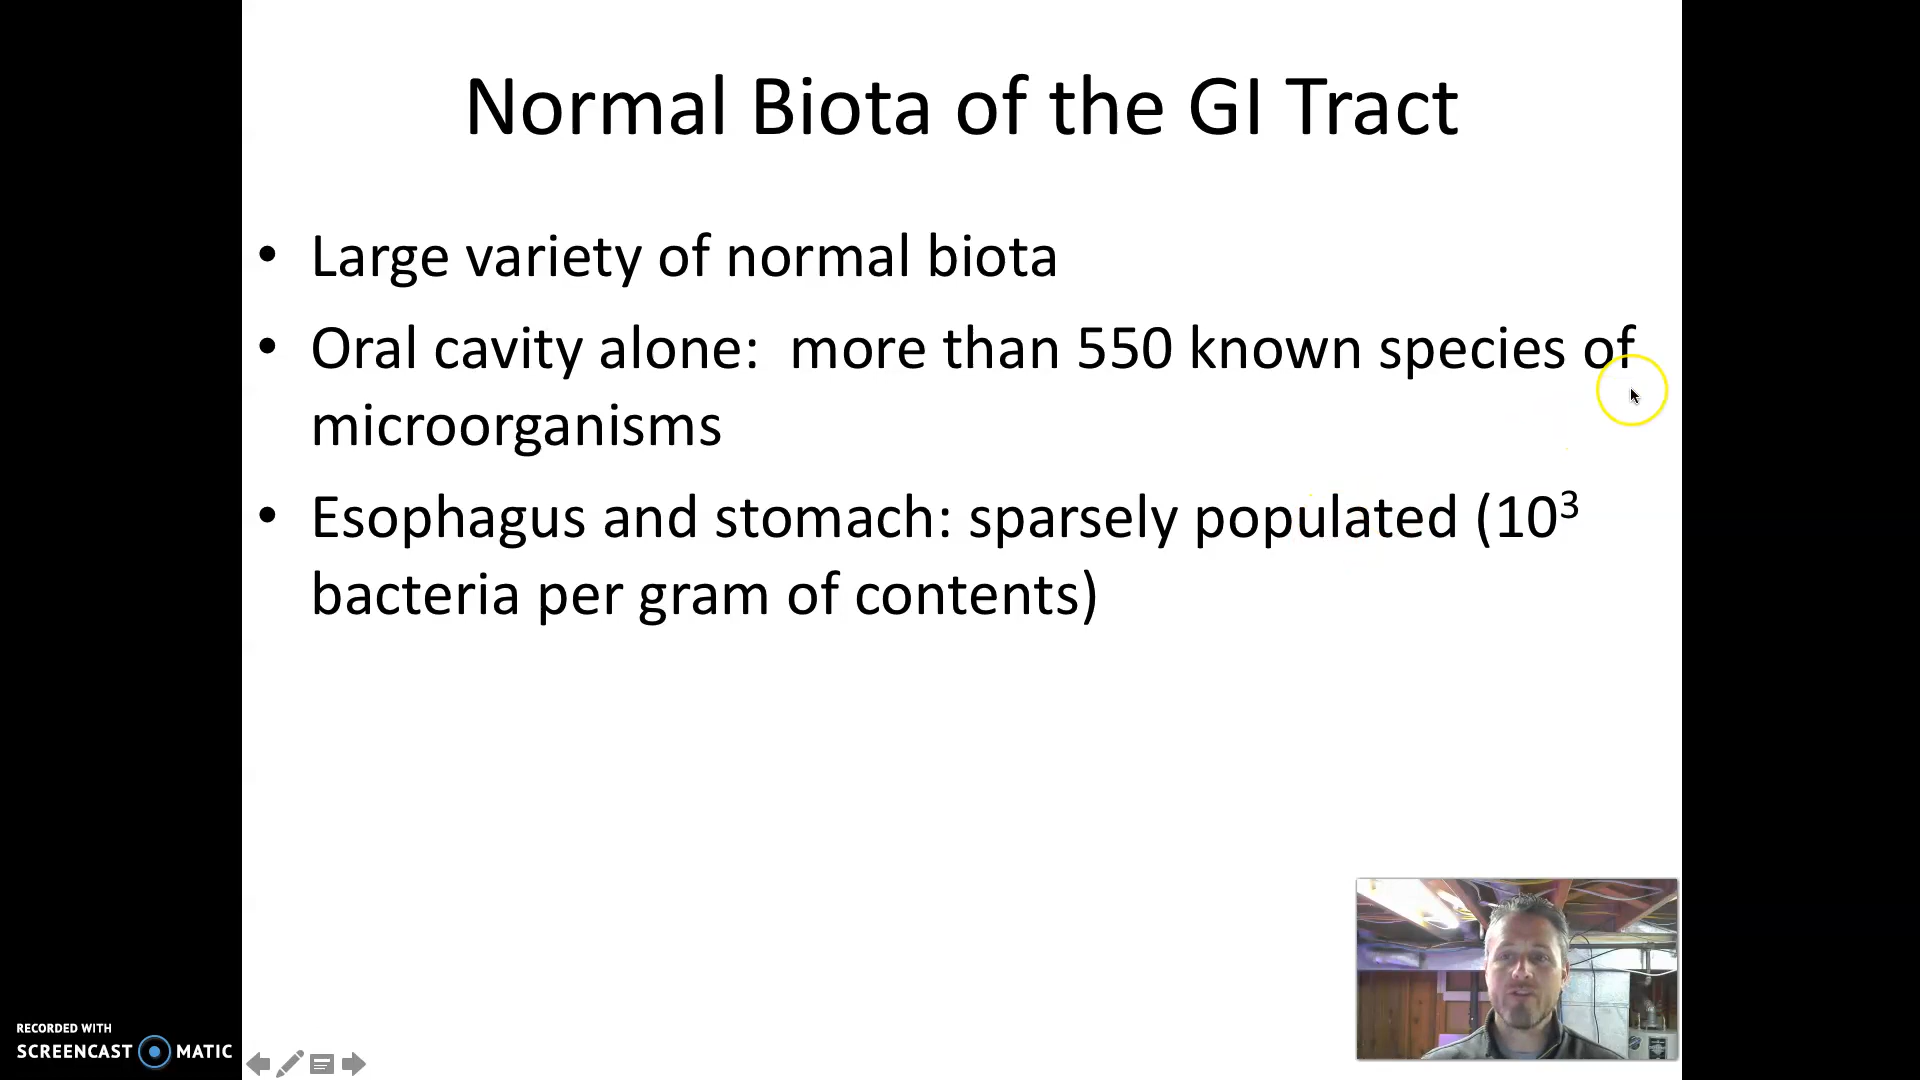 Normal Biota of the GI Tract
• Large variety of normal biota
• Oral cavity alone:  more than 550 known species of
microorganisms
• Esophagus and stomach: sparsely populated (10³
bacteria per gram of contents)
RECORDED WITH
SCREENCAST MATIC